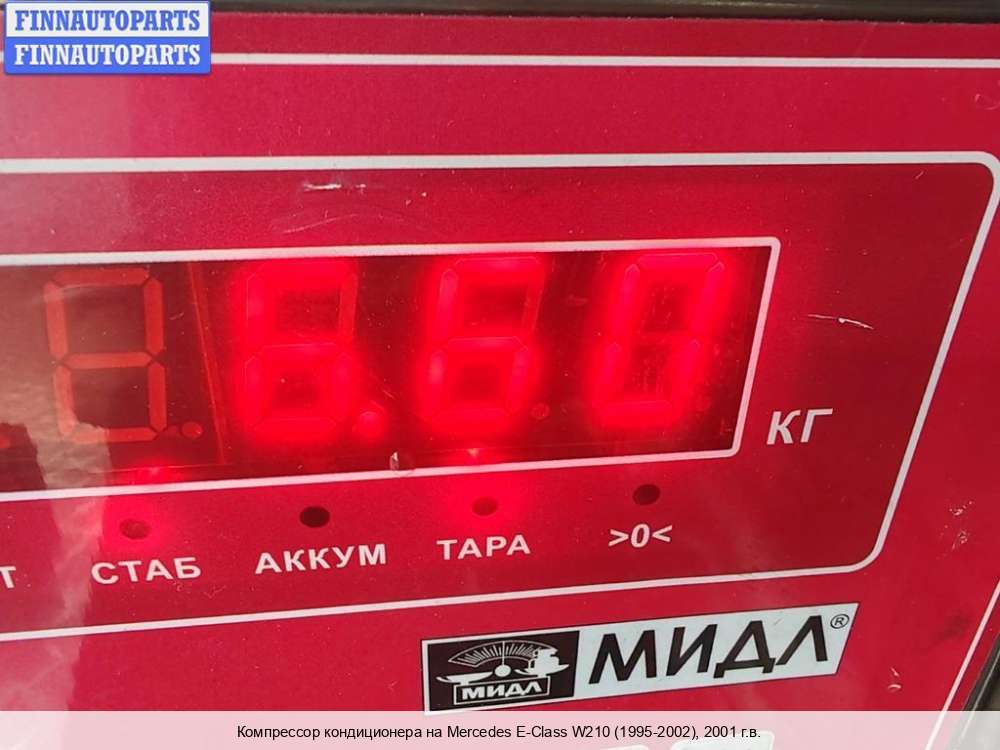 FINNAUTOPARTS
FINNAUTOPARTS
6.60
КГ
СТАБ АККУМ ТАРА >0<
МИДЛ МИДЛ®
Компрессор кондиционера на Mercedes E-Class W210 (1995-2002), 2001 г.в.